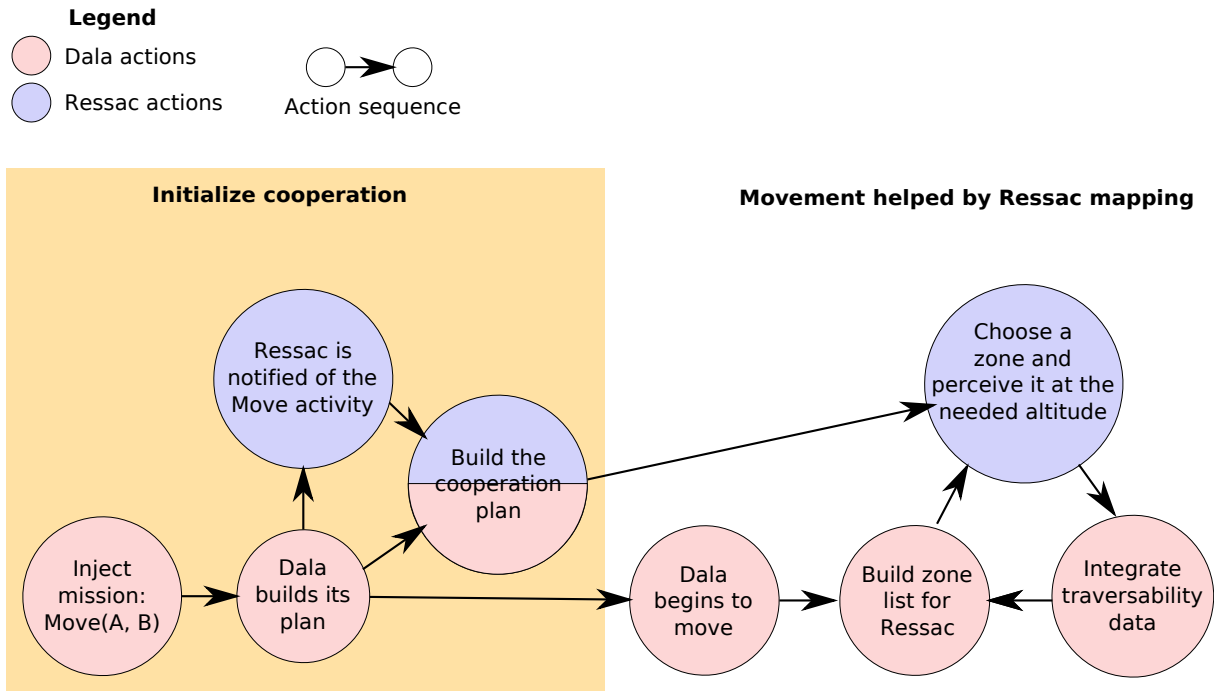 Legend
Dala actions
Ressac actions
Action sequence
Initialize cooperation
Movement helped by Ressac mapping
Ressac is
notified of the
Move activity
Build the
cooperation
plan
Choose a
zone and
perceive it at the
needed altitude
Inject
mission:
Move(A, B)
Dala
builds its
plan
Dala
begins to
move
Build zone
list for
Ressac
Integrate
traversability
data